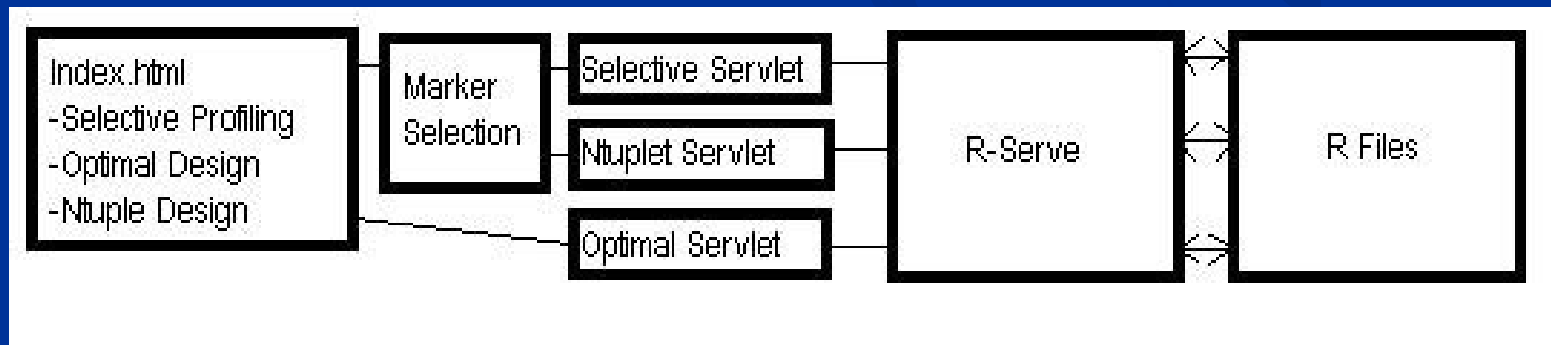 Index.html
-Selective Profiling
-Optimal Design
-Ntuple Design
Marker
Selection
Selective Servlet
Ntuplet Servlet
Optimal Servlet
R-Serve
R Files